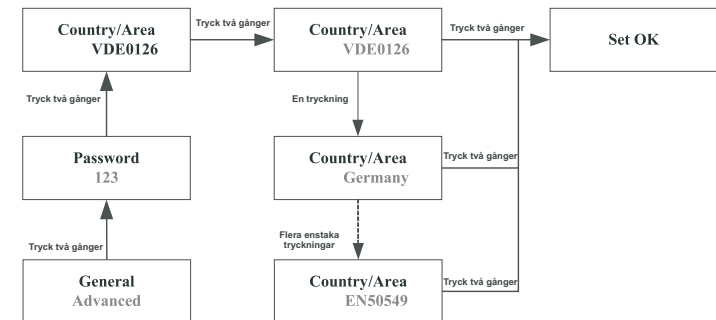 Country/Area
VDE0126
Tryck två gånger
Country/Area
VDE0126
Tryck två gånger
Set OK
Tryck två gånger
En tryckning
Password
123
Country/Area
Germany
Tryck två gånger
Tryck två gånger
Flera enstaka
tryckningar
General
Advanced
Country/Area
EN50549
Tryck två gånger